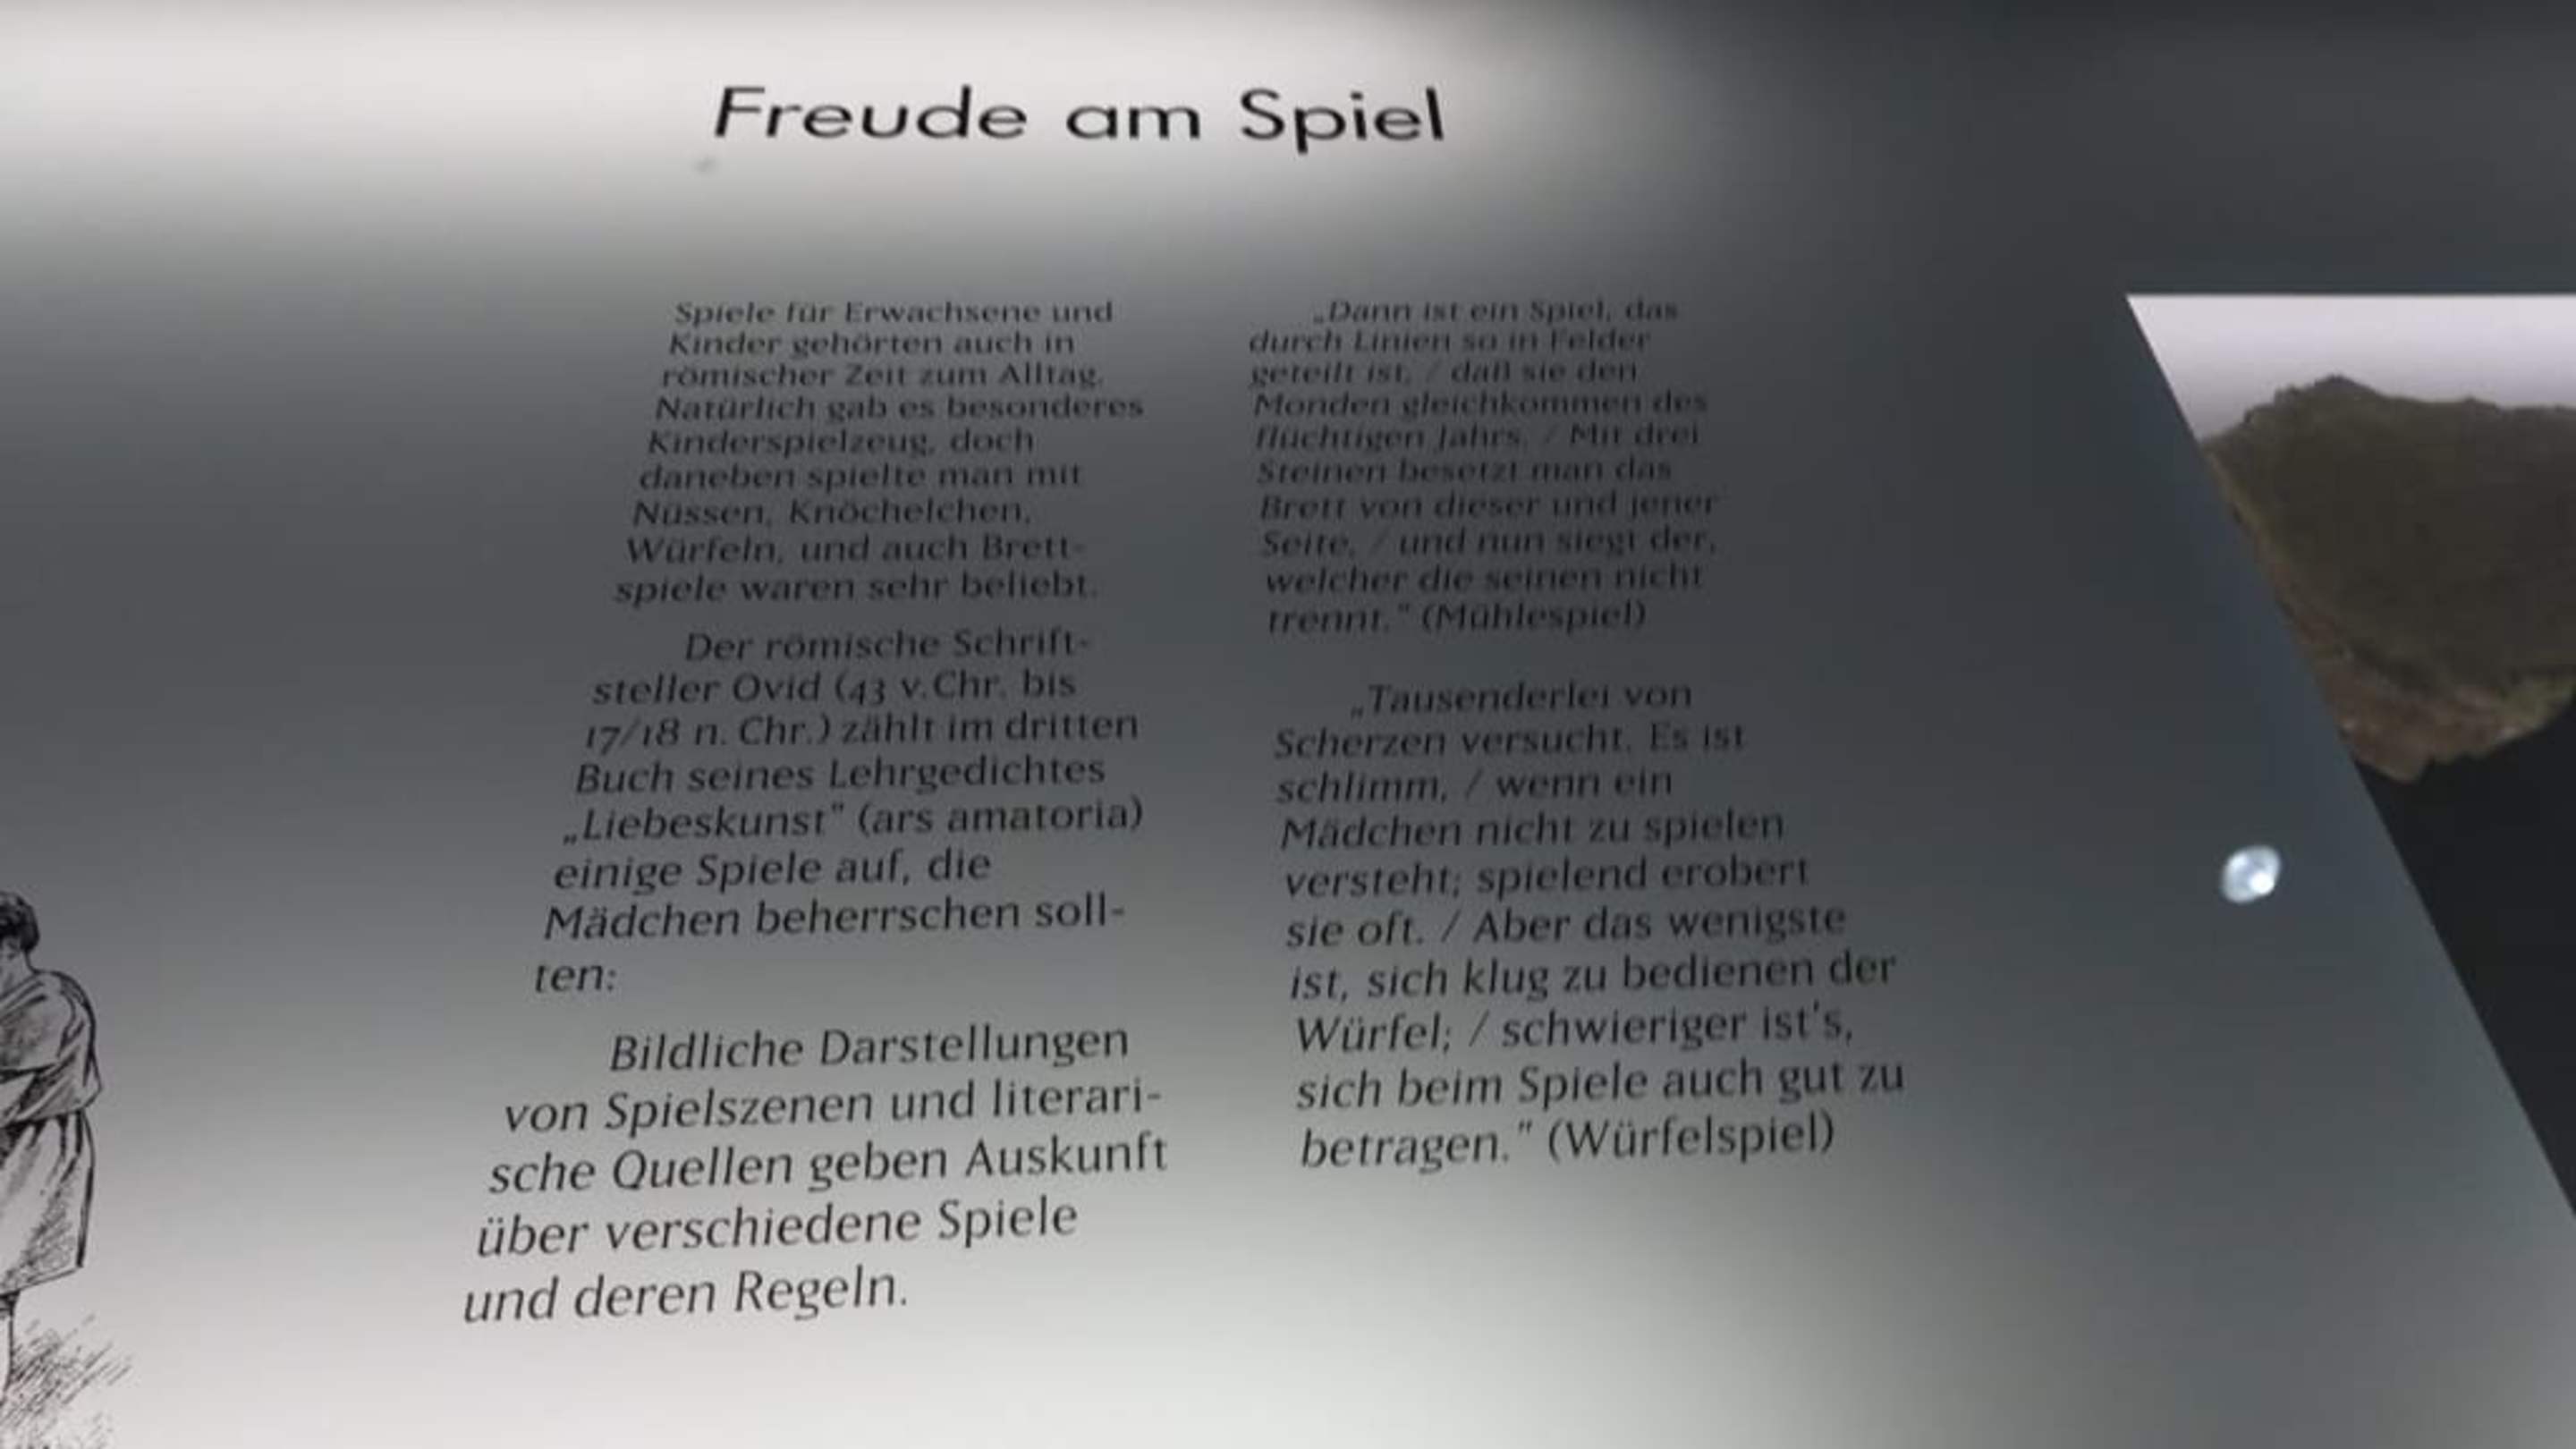 Freude am Spiel
Spiele für Erwachsene und
Kinder gehörten auch in
römischer Zeit zum Alltag.
Natürlich gab es besonderes
Kinderspielzeug, doch
daneben spielte man mit
Nüssen, Knöchelchen,
Würfeln, und auch Brett-
spiele waren sehr beliebt.
Der römische Schrift-
steller Ovid (43 v.Chr. bis
17/18 n. Chr.) zählt im dritten
Buch seines Lehrgedichtes
„Liebeskunst" (ars amatoria)
einige Spiele auf, die
Mädchen beherrschen soll-
ten:
Bildliche Darstellungen
von Spielszenen und literari-
sche Quellen geben Auskunft
über verschiedene Spiele
und deren Regeln.
„Dann ist ein Spiel, das
durch Linien so in Felder
geteilt ist, / daß sie den
Monden gleichkommen des
flüchtigen Jahrs. / Mit drei
Steinen besetzt man das
Brett von dieser und jener
Seite, / und nun siegt der,
welcher die seinen nicht
trennt." (Mühlespiel)
„Tausenderlei von
Scherzen versucht. Es ist
schlimm, / wenn ein
Mädchen nicht zu spielen
versteht; spielend erobert
sie oft. / Aber das wenigste
ist, sich klug zu bedienen der
Würfel; / schwieriger ist's,
sich beim Spiele auch gut zu
betragen." (Würfelspiel)